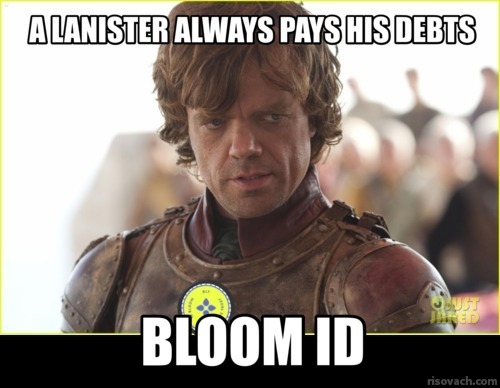 A LANISTER ALWAYS PAYS HIS DEBTS
JUST
JARED
BLOOM ID
risovach.com